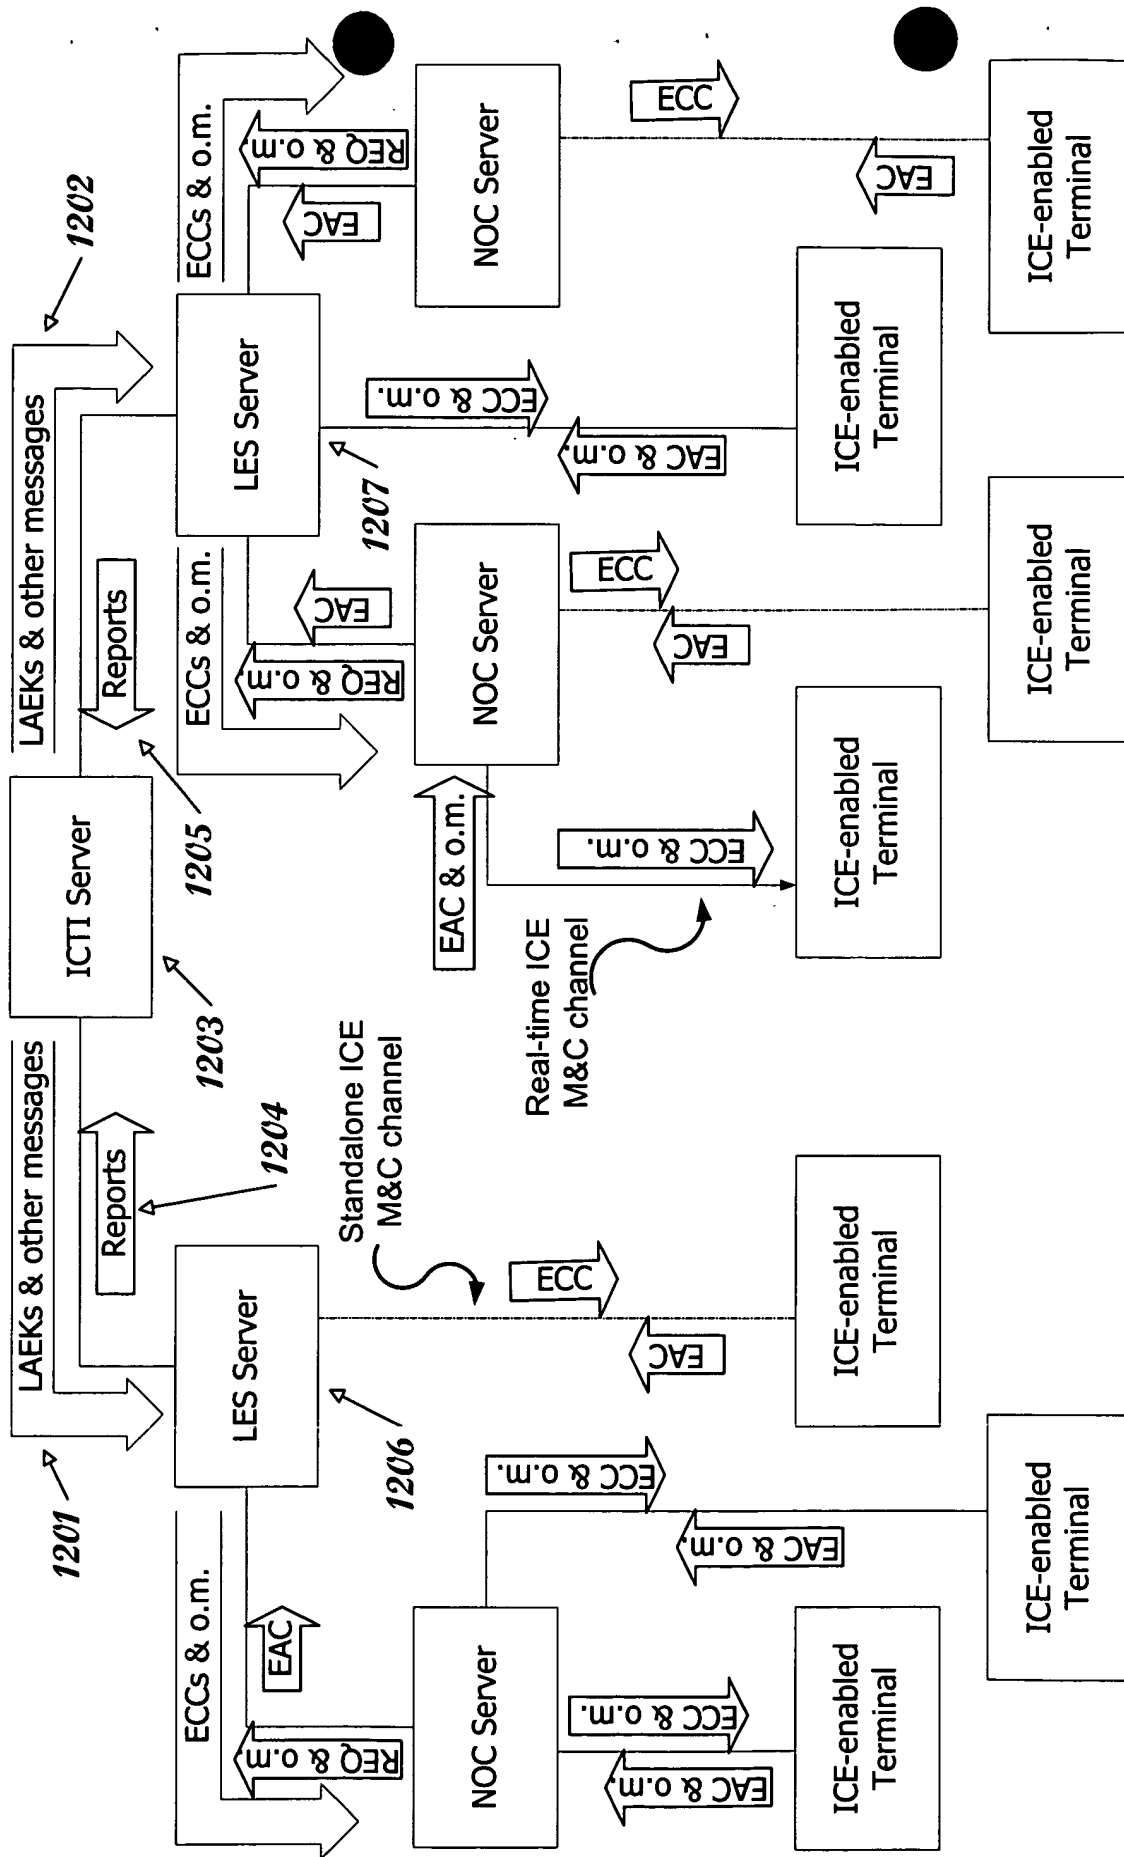 1201
LAEKs & other messages
ICTI Server
LAEKs & other messages
1202
Reports
1204
1203
1205
Reports
ECCs & o.m.
EAC
REQ & o.m.
LES Server
1206
ECCs & o.m.
REQ & o.m.
EAC
LES Server
1207
ECCs & o.m.
EAC
REQ & o.m.
NOC Server
Standalone ICE
M&C channel
EAC & o.m.
NOC Server
NOC Server
Real-time ICE
M&C channel
EAC & o.m.
ECC & o.m.
EAC & o.m.
ECC & o.m.
EAC
ECC
ECC & o.m.
EAC
ECC
EAC & o.m.
ECC & o.m.
EAC
ECC
ICE-enabled
Terminal
ICE-enabled
Terminal
ICE-enabled
Terminal
ICE-enabled
Terminal
ICE-enabled
Terminal
ICE-enabled
Terminal
ICE-enabled
Terminal